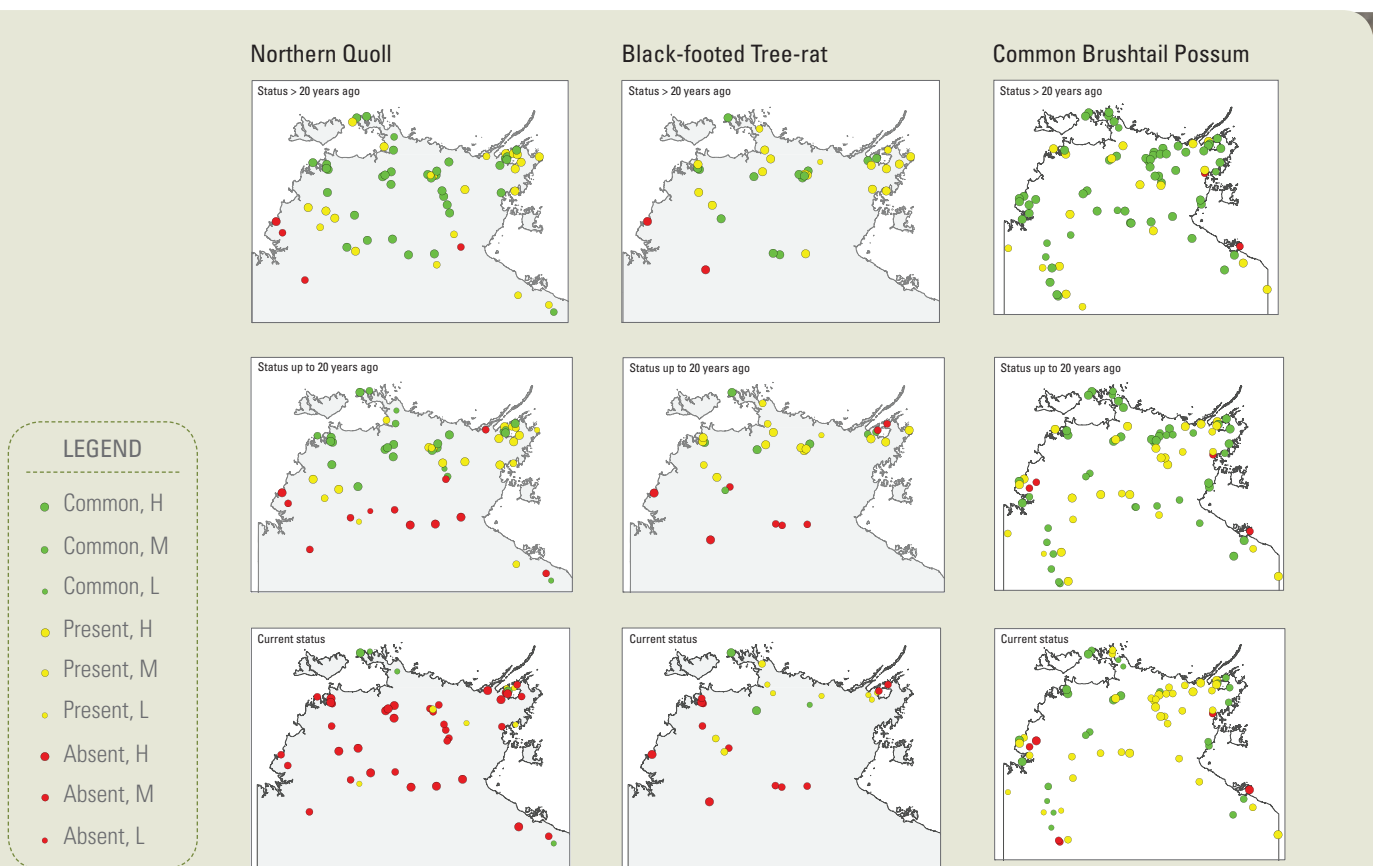 Northern Quoll
Black-footed Tree-rat
Common Brushtail Possum
Status > 20 years ago
Status > 20 years ago
Status > 20 years ago
Status up to 20 years ago
Status up to 20 years ago
Status up to 20 years ago
LEGEND
Common, H
Common, M
Common, L
Present, H
Present, M
Present, L
Absent, H
Absent, M
Absent, L
Current status
Current status
Current status